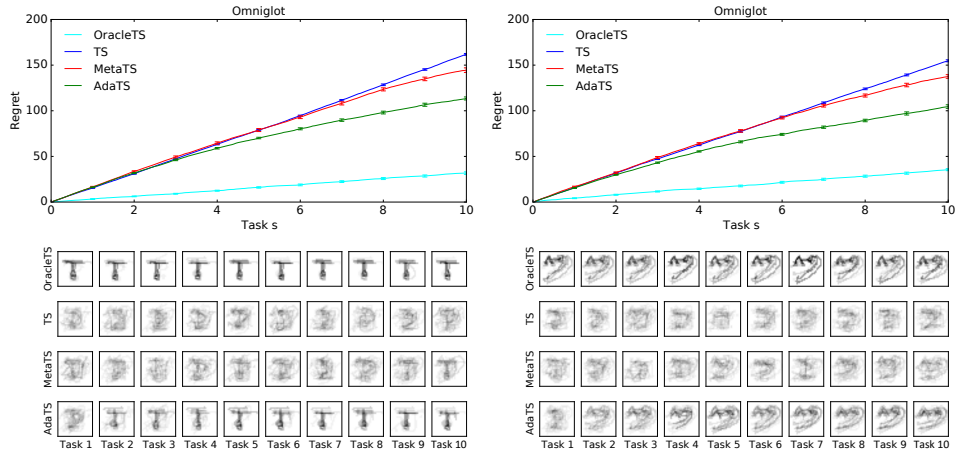 Omniglot
200
150
100
50
0
Regret
OracleTS
TS
MetaTS
AdaTS
0 2 4 6 8 10
Task s
OracleTS
TS
MetaTS
AdaTS
Task 1 Task 2 Task 3 Task 4 Task 5 Task 6 Task 7 Task 8 Task 9 Task 10
Omniglot
200
150
100
50
0
Regret
OracleTS
TS
MetaTS
AdaTS
0 2 4 6 8 10
Task s
OracleTS
TS
MetaTS
AdaTS
Task 1 Task 2 Task 3 Task 4 Task 5 Task 6 Task 7 Task 8 Task 9 Task 10